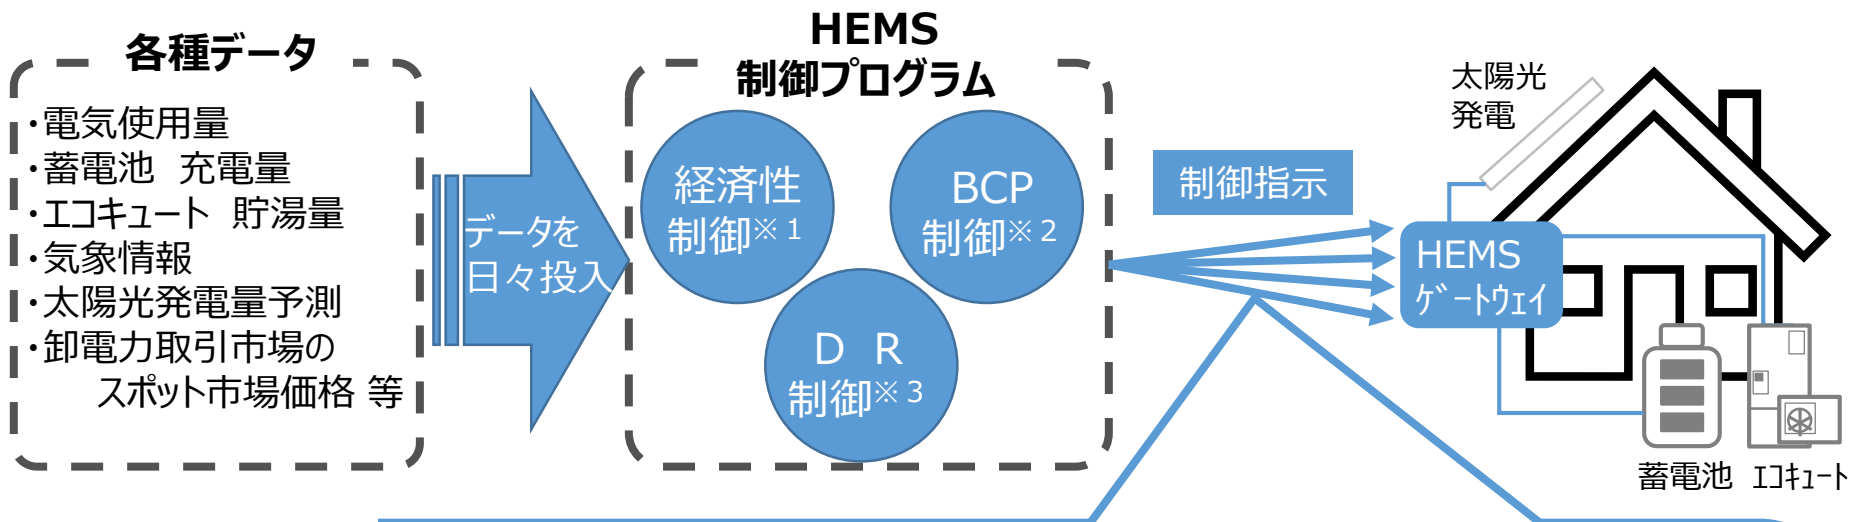 各種データ
・電気使用量
・蓄電池 充電量
・エコキュート 貯湯量
・気象情報
・太陽光発電量予測
・卸電力取引市場の
スポット市場価格 等
データを
日々投入
HEMS
制御プログラム
経済性
制御※1
BCP
制御※2
D R
制御※3
制御指示
太陽光
発電
HEMS
ゲートウェイ
蓄電池 エコキュート